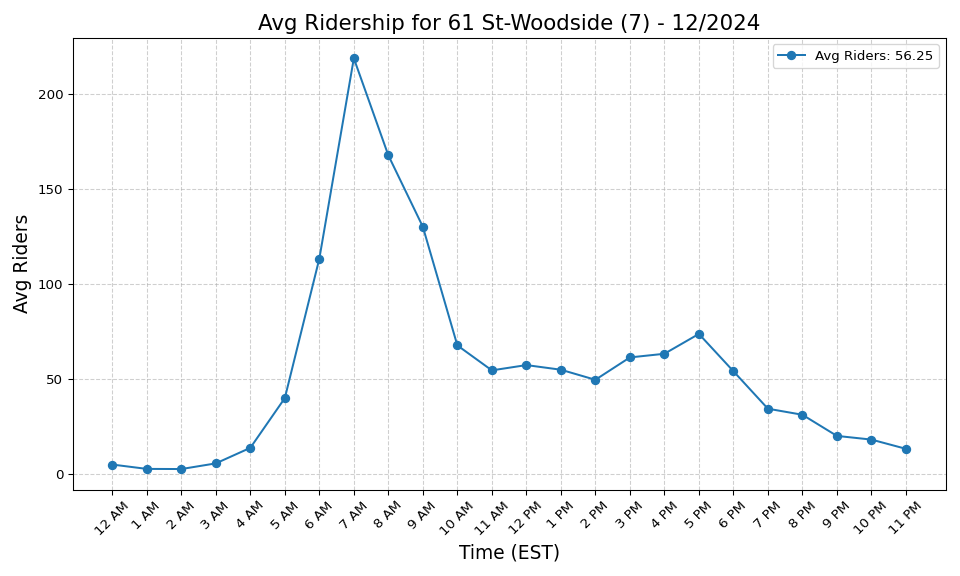 Avg Ridership for 61 St-Woodside (7) - 12/2024
Avg Riders: 56.25
Avg Riders
200
150
100
50
0
12 AM
1 AM
2 AM
3 AM
4 AM
5 AM
6 AM
7 AM
8 AM
9 AM
10 AM
11 AM
12 PM
1 PM
2 PM
3 PM
4 PM
5 PM
6 PM
7 PM
8 PM
9 PM
10 PM
11 PM
Time (EST)